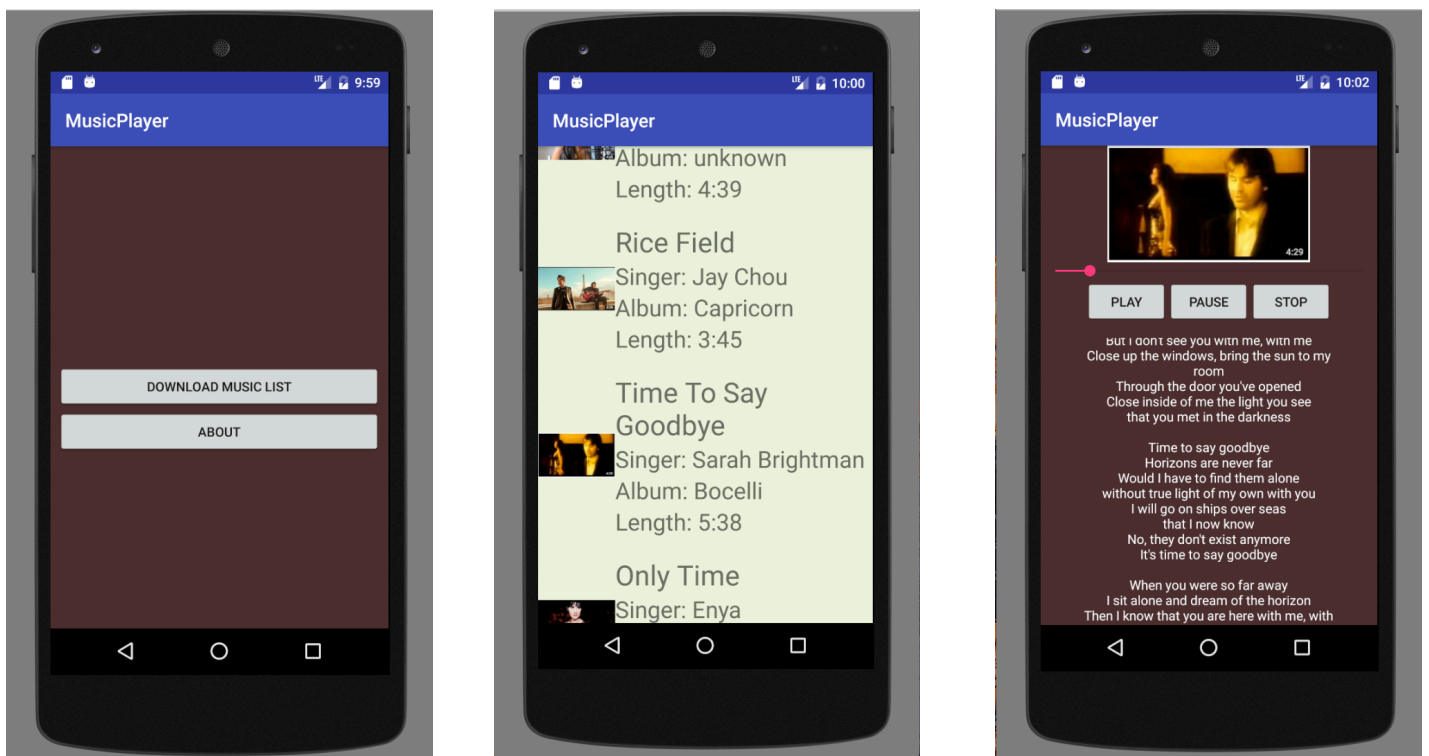 LTE 9:59
MusicPlayer
DOWNLOAD MUSIC LIST
ABOUT
LTE 10:00
MusicPlayer
Album: unknown
Length: 4:39
Rice Field
Singer: Jay Chou
Album: Capricorn
Length: 3:45
Time To Say
Goodbye
Singer: Sarah Brightman
Album: Bocelli
Length: 5:38
Only Time
Singer: Enya
LTE 10:02
MusicPlayer
4:29
PLAY PAUSE STOP
But I don't see you with me, with me
Close up the windows, bring the sun to my
room
Through the door you've opened
Close inside of me the light you see
that you met in the darkness
Time to say goodbye
Horizons are never far
Would I have to find them alone
without true light of my own with you
I will go on ships over seas
that I now know
No, they don't exist anymore
It's time to say goodbye
When you were so far away
I sit alone and dream of the horizon
Then I know that you are here with me, with